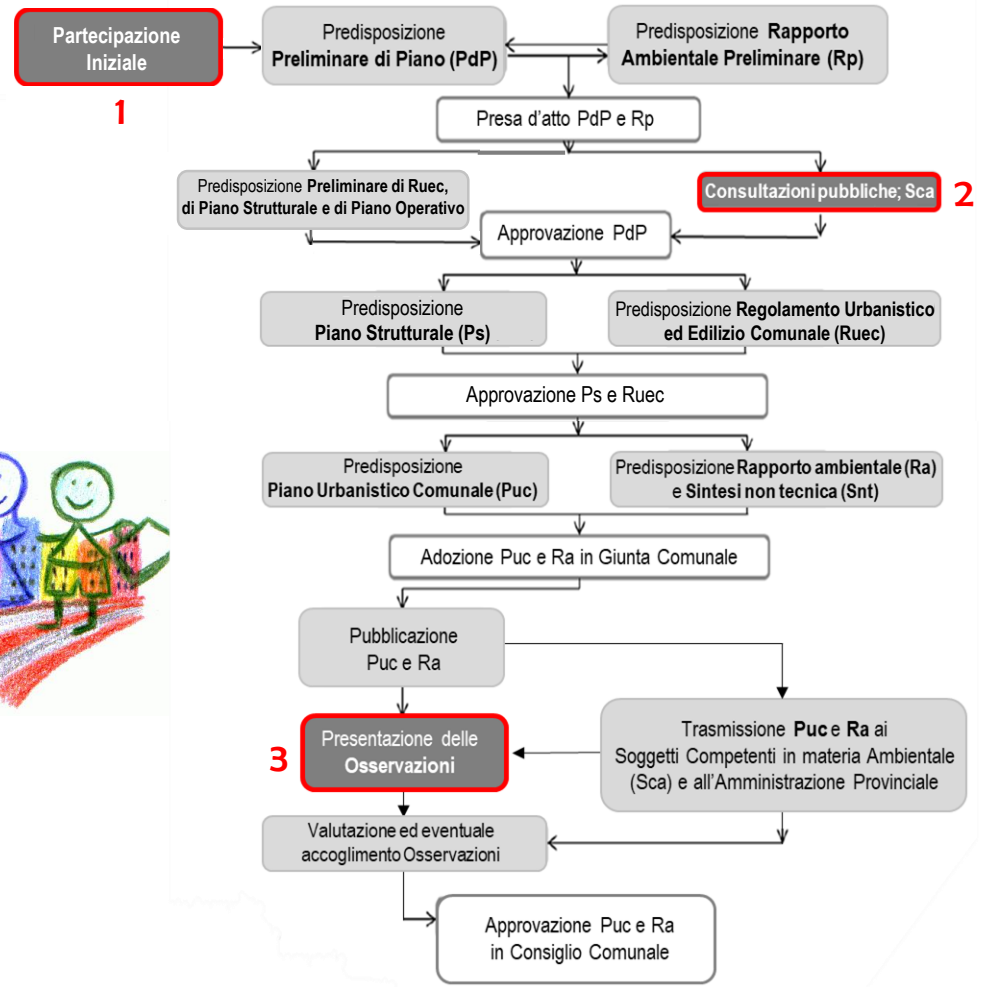 Partecipazione
Iniziale
1
Predisposizione
Preliminare di Piano (PdP)
Predisposizione Rapporto
Ambientale Preliminare (Rp)
Presa d'atto PdP e Rp
Predisposizione Preliminare di Ruec,
di Piano Strutturale e di Piano Operativo
Consultazioni pubbliche; Sca
2
Approvazione PdP
Predisposizione
Piano Strutturale (Ps)
Predisposizione Regolamento Urbanistico
ed Edilizio Comunale (Ruec)
Approvazione Ps e Ruec
Predisposizione
Piano Urbanistico Comunale (Puc)
Predisposizione Rapporto ambientale (Ra)
e Sintesi non tecnica (Snt)
Adozione Puc e Ra in Giunta Comunale
Pubblicazione
Puc e Ra
3
Presentazione delle
Osservazioni
Trasmissione Puc e Ra ai
Soggetti Competenti in materia Ambientale
(Sca) e all'Amministrazione Provinciale
Valutazione ed eventuale
accoglimento Osservazioni
Approvazione Puc e Ra
in Consiglio Comunale